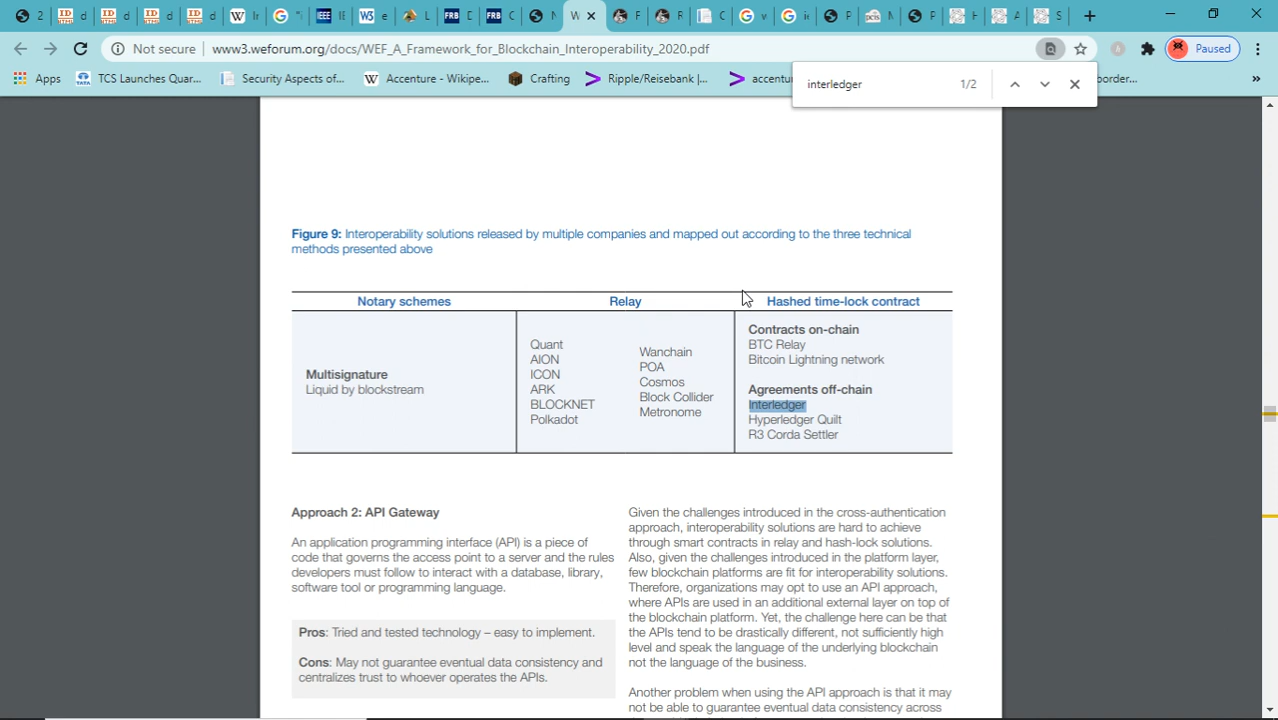 2
d
d
d
d
Ir
"
IE
e
L
D
C
N
W
F
R
C
v
ie
P
N
P
H
A
S
Not secure
www3.weforum.org/docs/WEF_A_Framework_for_Blockchain_Interoperability_2020.pdf
Paused
Apps
TCS Launches Quar...
Security Aspects of...
Accenture - Wikipe...
Crafting
Ripple/Reisebank |...
accentu
border...
interledger
1/2
Figure 9: Interoperability solutions released by multiple companies and mapped out according to the three technical
methods presented above
Notary schemes
Relay
Hashed time-lock contract
Multisignature
Liquid by blockstream
Quant
AION
ICON
ARK
BLOCKNET
Polkadot
Wanchain
POA
Cosmos
Block Collider
Metronome
Contracts on-chain
BTC Relay
Bitcoin Lightning network
Agreements off-chain
Interledger
Hyperledger Quilt
R3 Corda Settler
Approach 2: API Gateway
An application programming interface (API) is a piece of
code that governs the access point to a server and the rules
developers must follow to interact with a database, library,
software tool or programming language.
Pros: Tried and tested technology – easy to implement.
Cons: May not guarantee eventual data consistency and
centralizes trust to whoever operates the APIs.
Given the challenges introduced in the cross-authentication
approach, interoperability solutions are hard to achieve
through smart contracts in relay and hash-lock solutions.
Also, given the challenges introduced in the platform layer,
few blockchain platforms are fit for interoperability solutions.
Therefore, organizations may opt to use an API approach,
where APIs are used in an additional external layer on top of
the blockchain platform. Yet, the challenge here can be that
the APIs tend to be drastically different, not sufficiently high
level and speak the language of the underlying blockchain
not the language of the business.
Another problem when using the API approach is that it may
not be able to guarantee eventual data consistency across